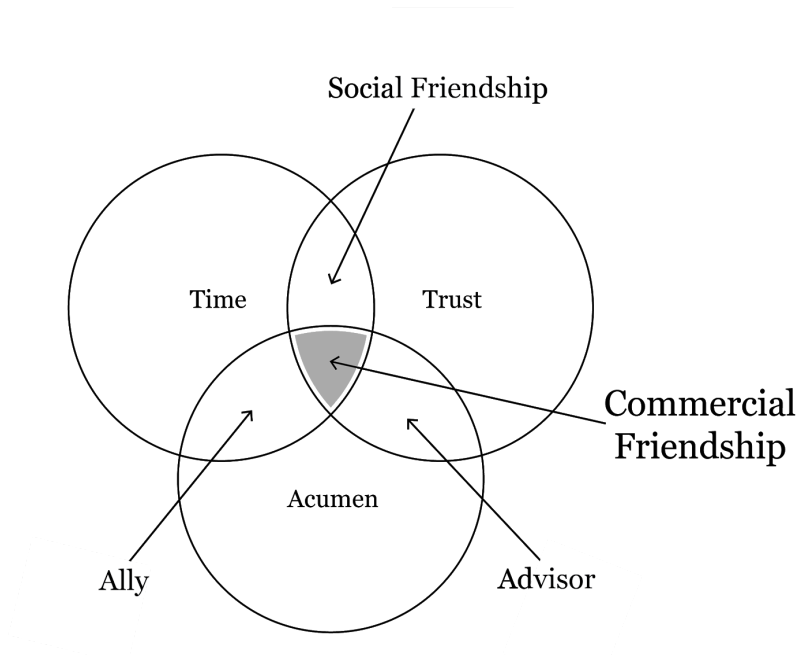 Social Friendship
Time
Trust
Commercial
Friendship
Acumen
Ally
Advisor